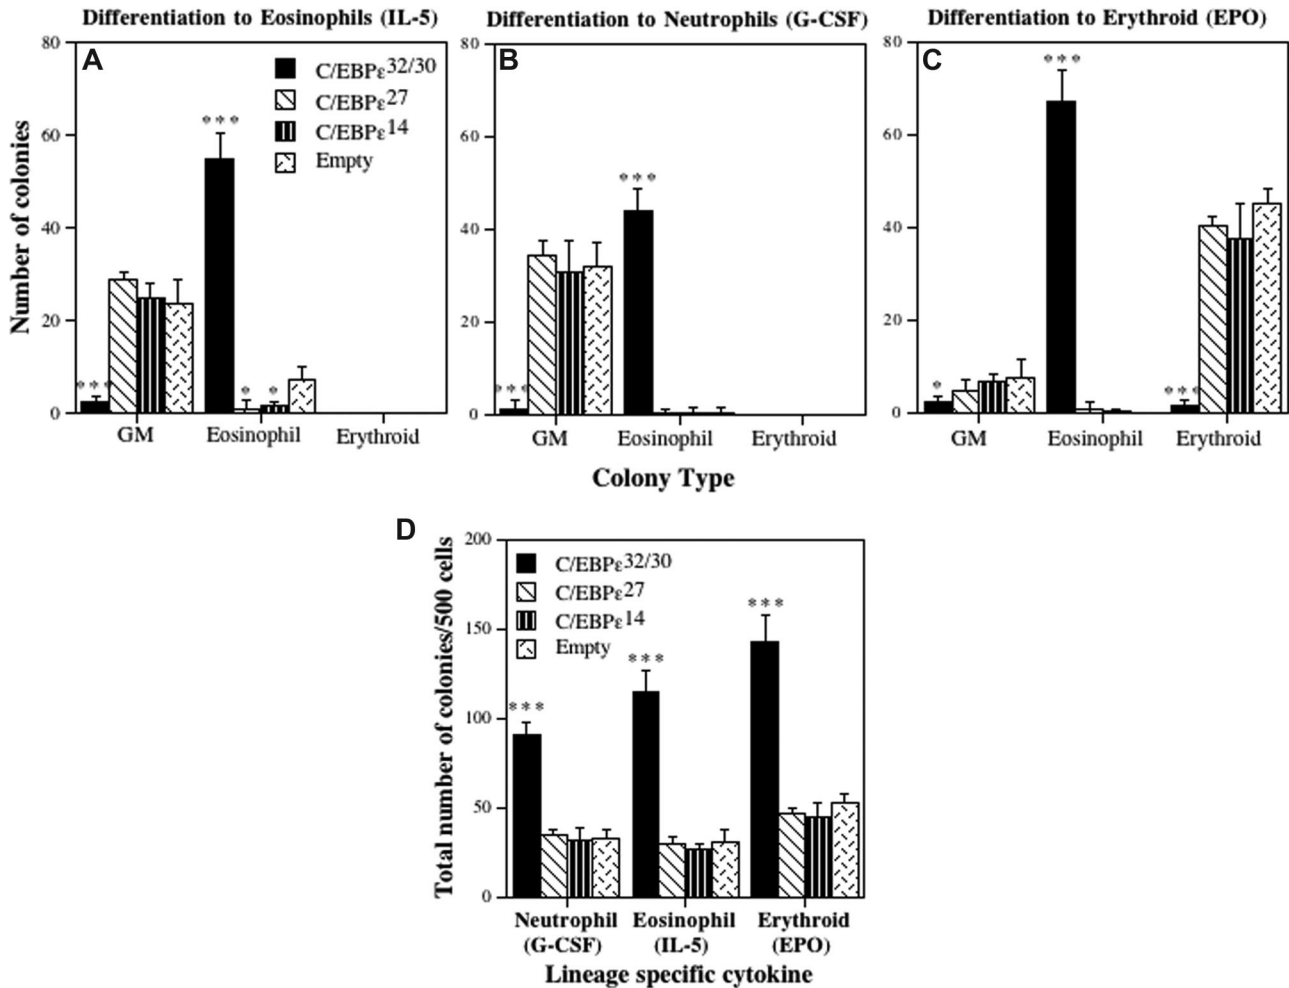 Differentiation to Eosinophils (IL-5)
A
80
60
40
20
0
Number of colonies
C/EBPε32/30
C/EBPε27
C/EBPε14
Empty
***
***
*
*
GM
Eosinophil
Erythroid
Differentiation to Neutrophils (G-CSF)
B
80
60
40
20
0
***
***
GM
Eosinophil
Erythroid
Differentiation to Erythroid (EPO)
C
80
60
40
20
0
*
***
***
GM
Eosinophil
Erythroid
Colony Type
D
Total number of colonies/500 cells
200
150
100
50
0
C/EBPε32/30
C/EBPε27
C/EBPε14
Empty
***
***
***
Neutrophil
(G-CSF)
Eosinophil
(IL-5)
Erythroid
(EPO)
Lineage specific cytokine